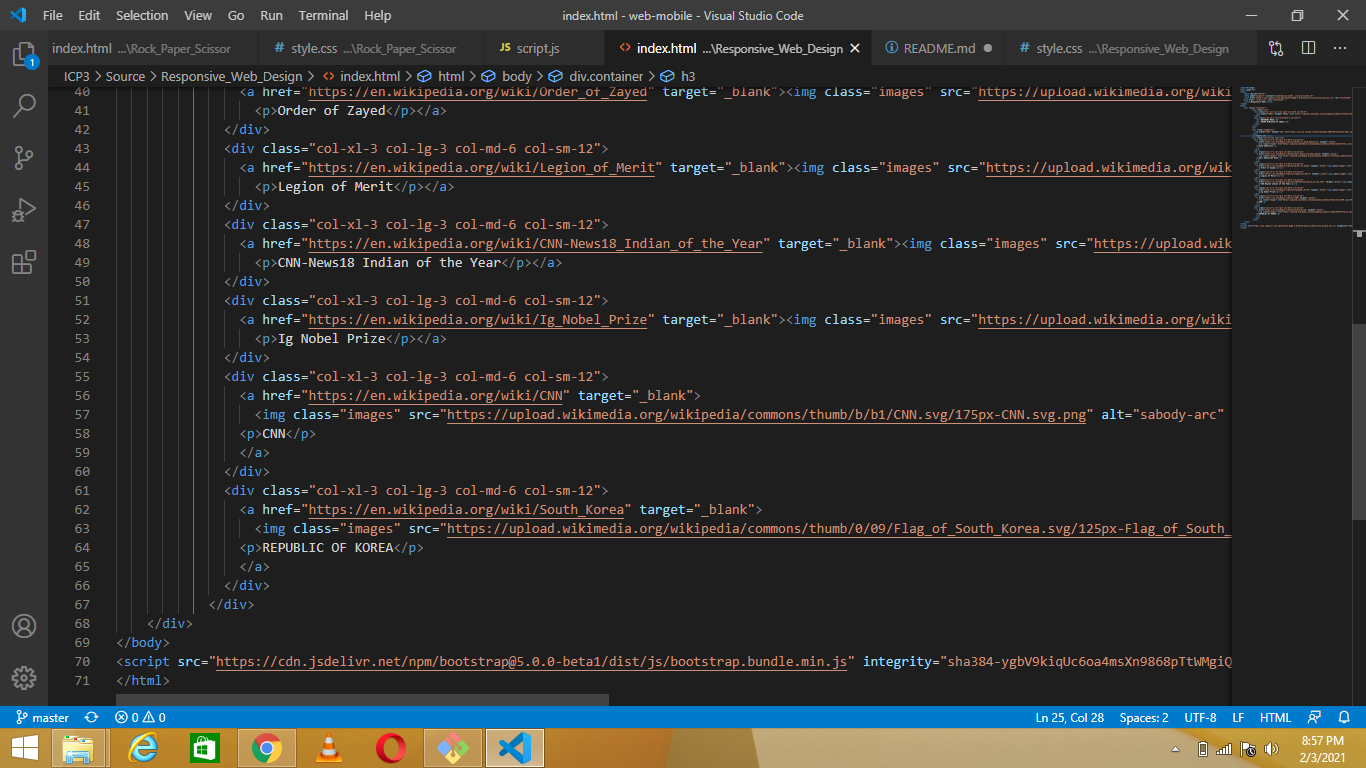 File Edit Selection View Go Run Terminal Help index.html - web-mobile - Visual Studio Code
index.html ...\Rock_Paper_Scissor # style.css ...\Rock_Paper_Scissor JS script.js <> index.html ...\Responsive_Web_Design README.md # style.css ...\Responsive_Web_Design
1
ICP3 > Source > Responsive_Web_Design > <> index.html > html > body > div.container > h3
40 <a href="https://en.wikipedia.org/wiki/Order_of_Zayed" target="_blank"><img class="images" src="https://upload.wikimedia.org/wiki
41 <p>Order of Zayed</p></a>
42 </div>
43 <div class="col-xl-3 col-lg-3 col-md-6 col-sm-12">
44 <a href="https://en.wikipedia.org/wiki/Legion_of_Merit" target="_blank"><img class="images" src="https://upload.wikimedia.org/wik
45 <p>Legion of Merit</p></a>
46 </div>
47 <div class="col-xl-3 col-lg-3 col-md-6 col-sm-12">
48 <a href="https://en.wikipedia.org/wiki/CNN-News18_Indian_of_the_Year" target="_blank"><img class="images" src="https://upload.wik
49 <p>CNN-News18 Indian of the Year</p></a>
50 </div>
51 <div class="col-xl-3 col-lg-3 col-md-6 col-sm-12">
52 <a href="https://en.wikipedia.org/wiki/Ig_Nobel_Prize" target="_blank"><img class="images" src="https://upload.wikimedia.org/wiki
53 <p>Ig Nobel Prize</p></a>
54 </div>
55 <div class="col-xl-3 col-lg-3 col-md-6 col-sm-12">
56 <a href="https://en.wikipedia.org/wiki/CNN" target="_blank">
57 <img class="images" src="https://upload.wikimedia.org/wikipedia/commons/thumb/b/b1/CNN.svg/175px-CNN.svg.png" alt="sabody-arc"
58 <p>CNN</p>
59 </a>
60 </div>
61 <div class="col-xl-3 col-lg-3 col-md-6 col-sm-12">
62 <a href="https://en.wikipedia.org/wiki/South_Korea" target="_blank">
63 <img class="images" src="https://upload.wikimedia.org/wikipedia/commons/thumb/0/09/Flag_of_South_Korea.svg/125px-Flag_of_South_
64 <p>REPUBLIC OF KOREA</p>
65 </a>
66 </div>
67 </div>
68 </div>
69 </body>
70 <script src="https://cdn.jsdelivr.net/npm/bootstrap@5.0.0-beta1/dist/js/bootstrap.bundle.min.js" integrity="sha384-ygbV9kiqUc6oa4msXn9868pTtWMgiQ
71 </html>
master 0 0 Ln 25, Col 28 Spaces: 2 UTF-8 LF HTML
8:57 PM
2/3/2021